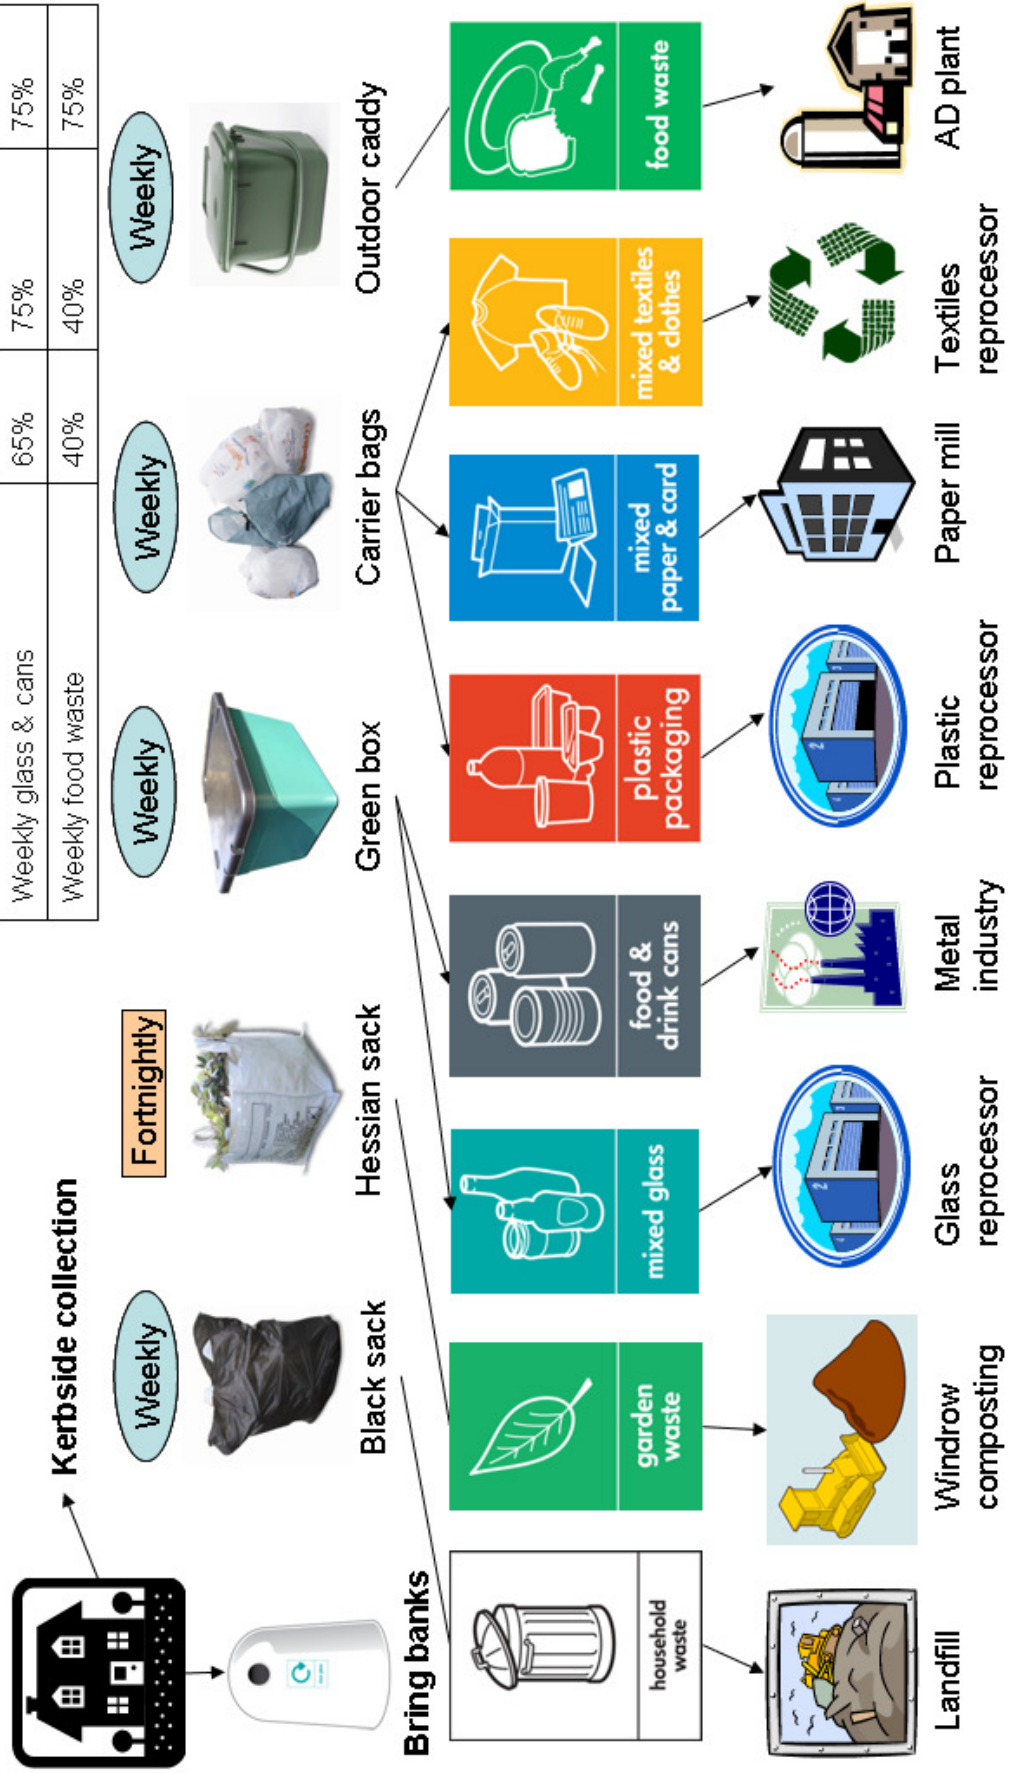 Weekly glass & cans 65% 75% 75%
Weekly food waste 40% 40% 75%
Kerbside collection
Weekly
Fortnightly
Weekly
Weekly
Weekly
Bring banks
Black sack
Hessian sack
Green box
Carrier bags
Outdoor caddy
household
waste
garden
waste
mixed glass
food &
drink cans
plastic
packaging
mixed
paper & card
mixed textiles
& clothes
food waste
Landfill
Windrow
composting
Glass
reprocessor
Metal
industry
Plastic
reprocessor
Paper mill
Textiles
reprocessor
AD plant